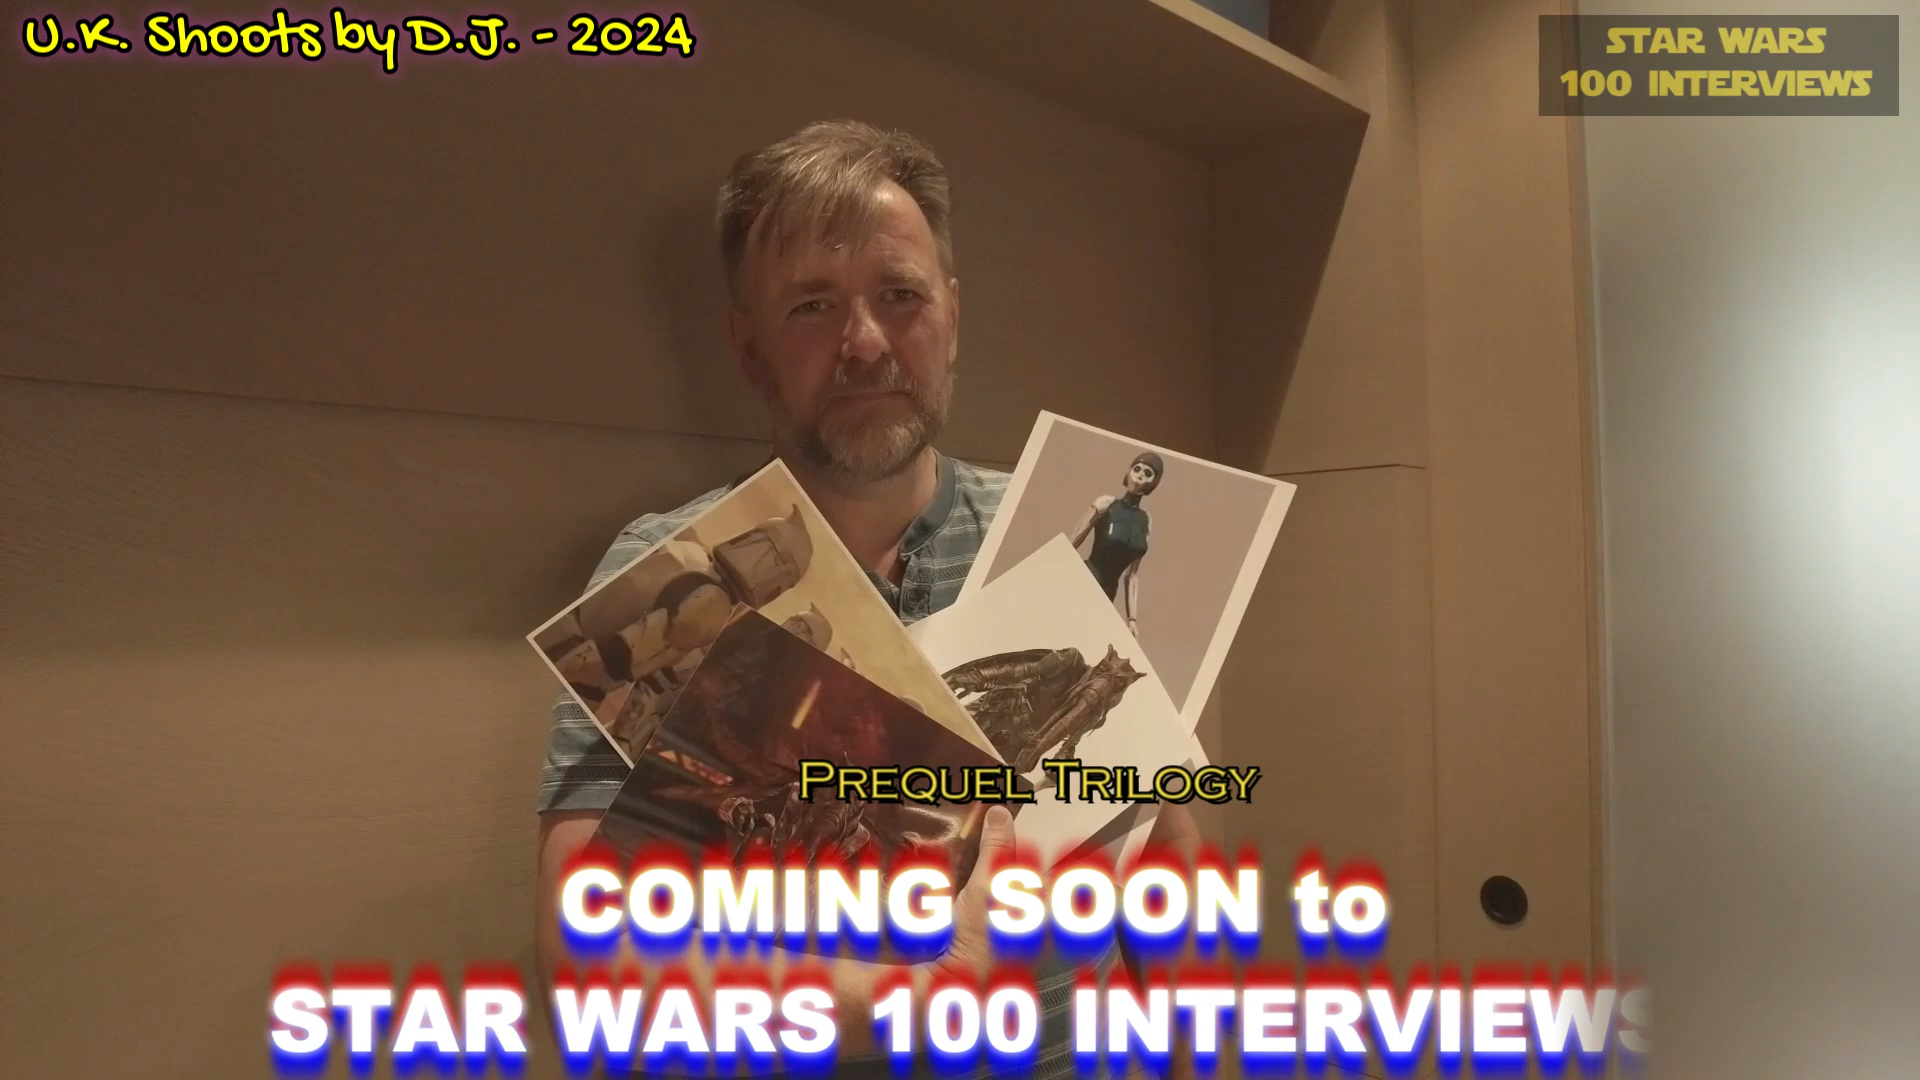 U.K. Shoots by D.J. - 2024
STAR WARS
100 INTERVIEWS
PREQUEL TRILOGY
COMING SOON to
STAR WARS 100 INTERVIEWS